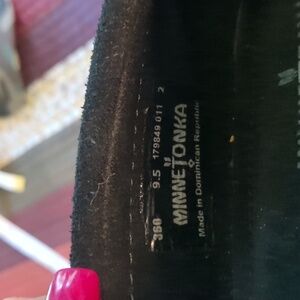 360 9.5 179849 011 2
MINNETONKA
Made in Dominican Republic